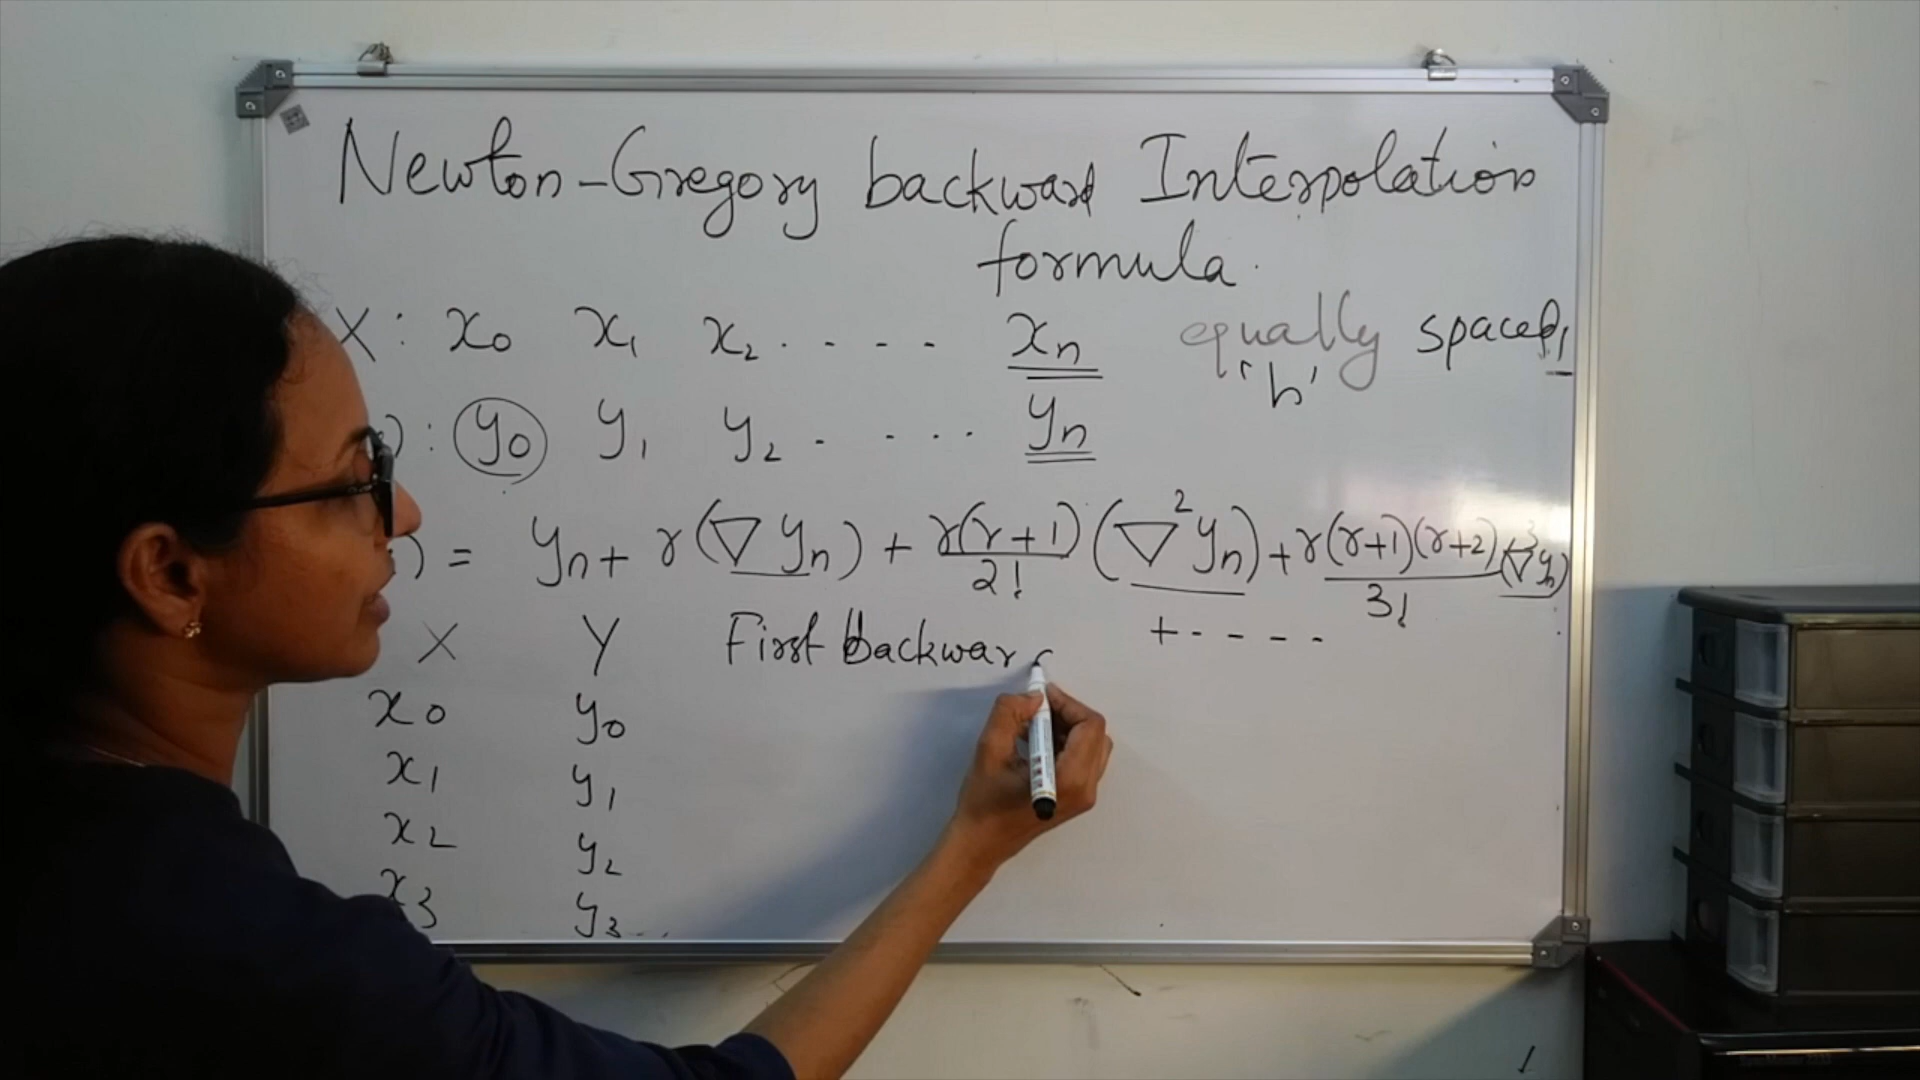 Newton-Gregory backward Interpolation
formula.
X : x₀ x₁ x₂ . . - - - xₙ equally spaced,
'h'
) : y₀ y₁ y₂ . . . . . yₙ
) = yₙ + r(∇yₙ) + r(r+1)/2! (∇²yₙ) + r(r+1)(r+2)/3! (∇³yₙ)
+ - - - -
X Y First backwar
x₀ y₀
x₁ y₁
x₂ y₂
x₃ y₃